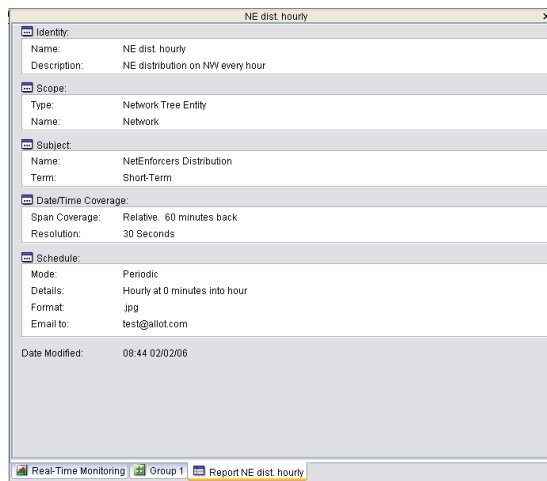 NE dist. hourly
Identity:
Name: NE dist. hourly
Description: NE distribution on NW every hour
Scope:
Type: Network Tree Entity
Name: Network
Subject:
Name: NetEnforcers Distribution
Term: Short-Term
Date/Time Coverage:
Span Coverage: Relative. 60 minutes back
Resolution: 30 Seconds
Schedule:
Mode: Periodic
Details: Hourly at 0 minutes into hour
Format: .jpg
Email to: test@allot.com
Date Modified: 08:44 02/02/06
Real-Time Monitoring Group 1 Report NE dist. hourly